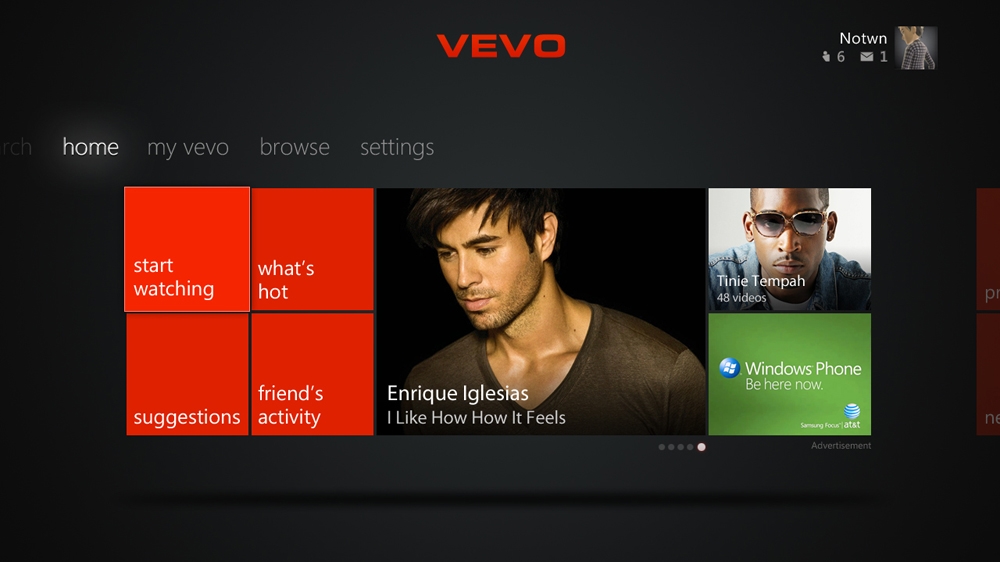 VEVO
Notwn
6 1
rch home my vevo browse settings
start
watching
what's
hot
suggestions
friend's
activity
Enrique Iglesias
I Like How How It Feels
Tinie Tempah
48 videos
Windows Phone
Be here now.
Samsung Focus™ | at&t
Advertisement
pr
ne